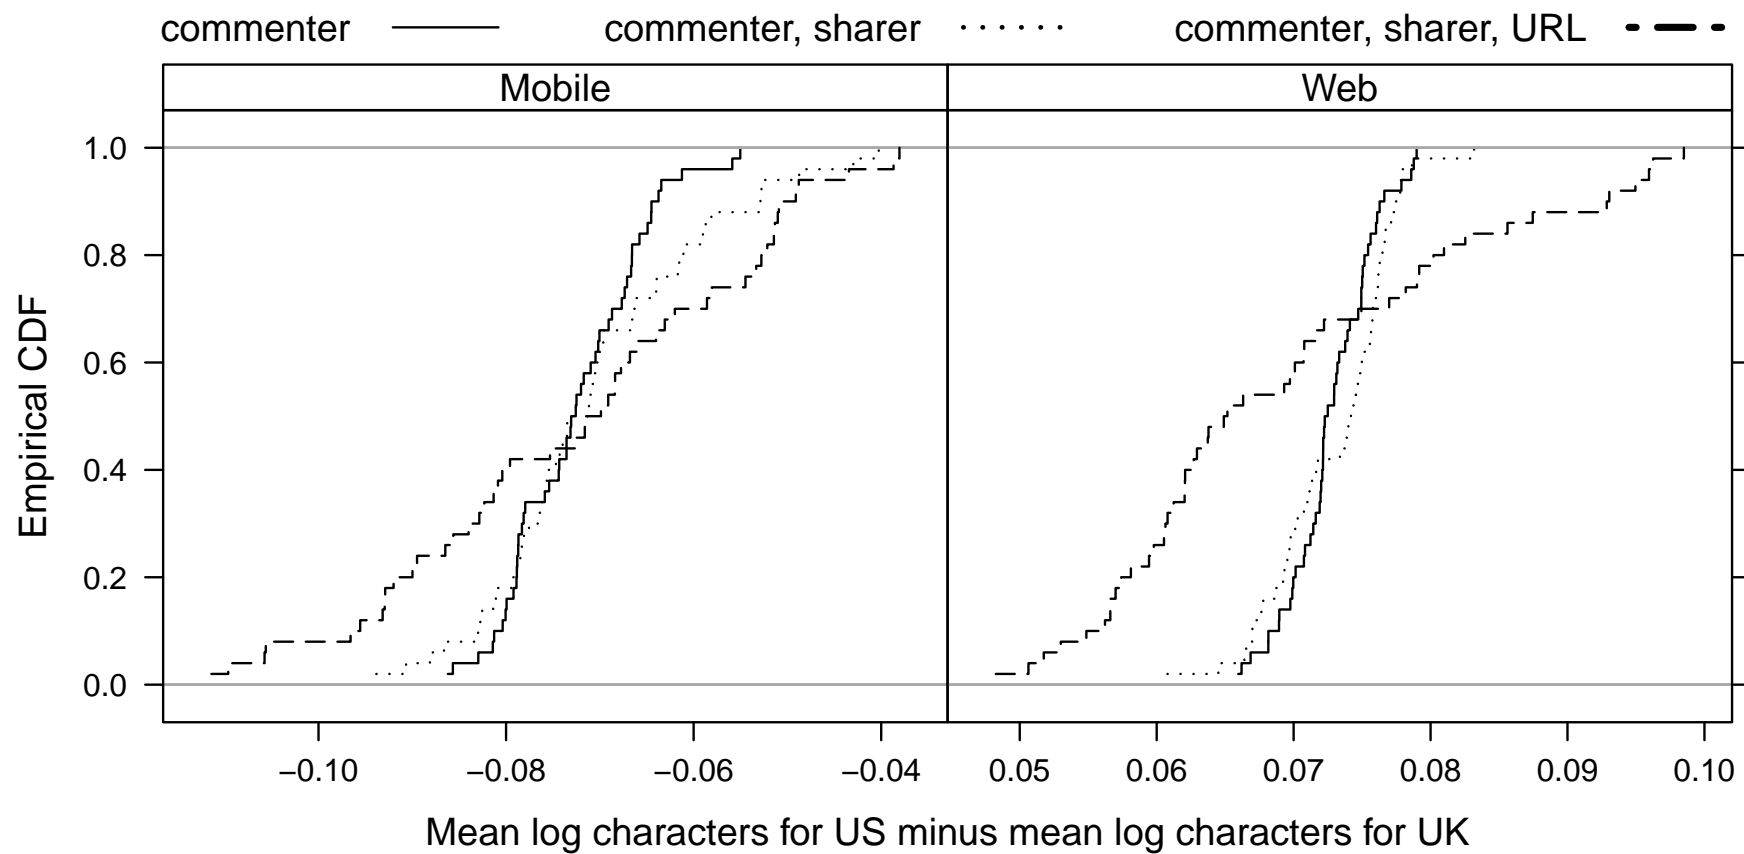 commenter commenter, sharer commenter, sharer, URL
Mobile Web
Empirical CDF
1.0
0.8
0.6
0.4
0.2
0.0
−0.10 −0.08 −0.06 −0.04 0.05 0.06 0.07 0.08 0.09 0.10
Mean log characters for US minus mean log characters for UK